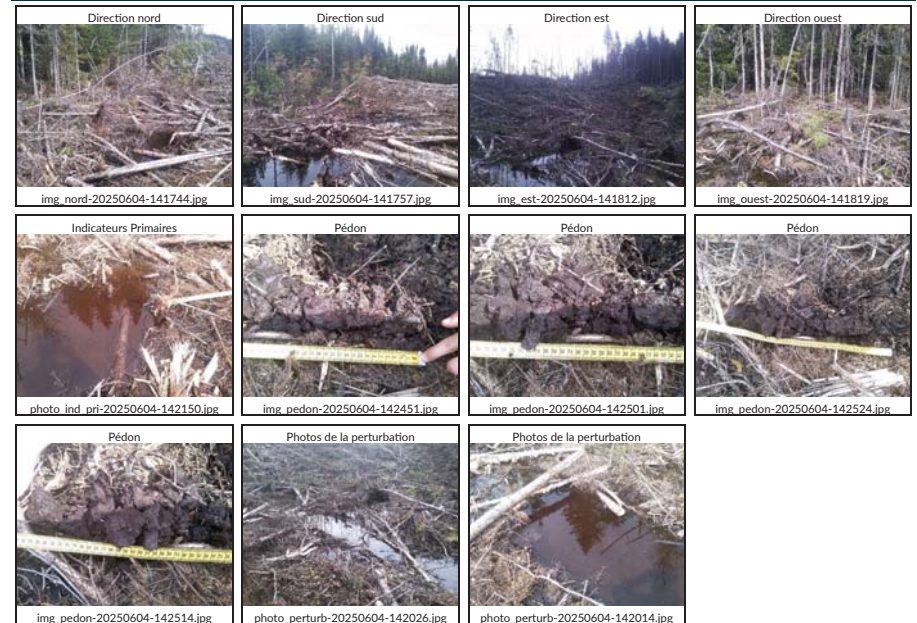 Direction nord
Direction sud
Direction est
Direction ouest
img_nord-20250604-141744.jpg
img_sud-20250604-141757.jpg
img_est-20250604-141812.jpg
img_ouest-20250604-141819.jpg
Indicateurs Primaires
Pédon
Pédon
Pédon
photo_ind_pri-20250604-142150.jpg
img_pedon-20250604-142451.jpg
img_pedon-20250604-142501.jpg
img_pedon-20250604-142524.jpg
Pédon
Photos de la perturbation
Photos de la perturbation
img_pedon-20250604-142514.jpg
photo_perturb-20250604-142026.jpg
photo_perturb-20250604-142014.jpg